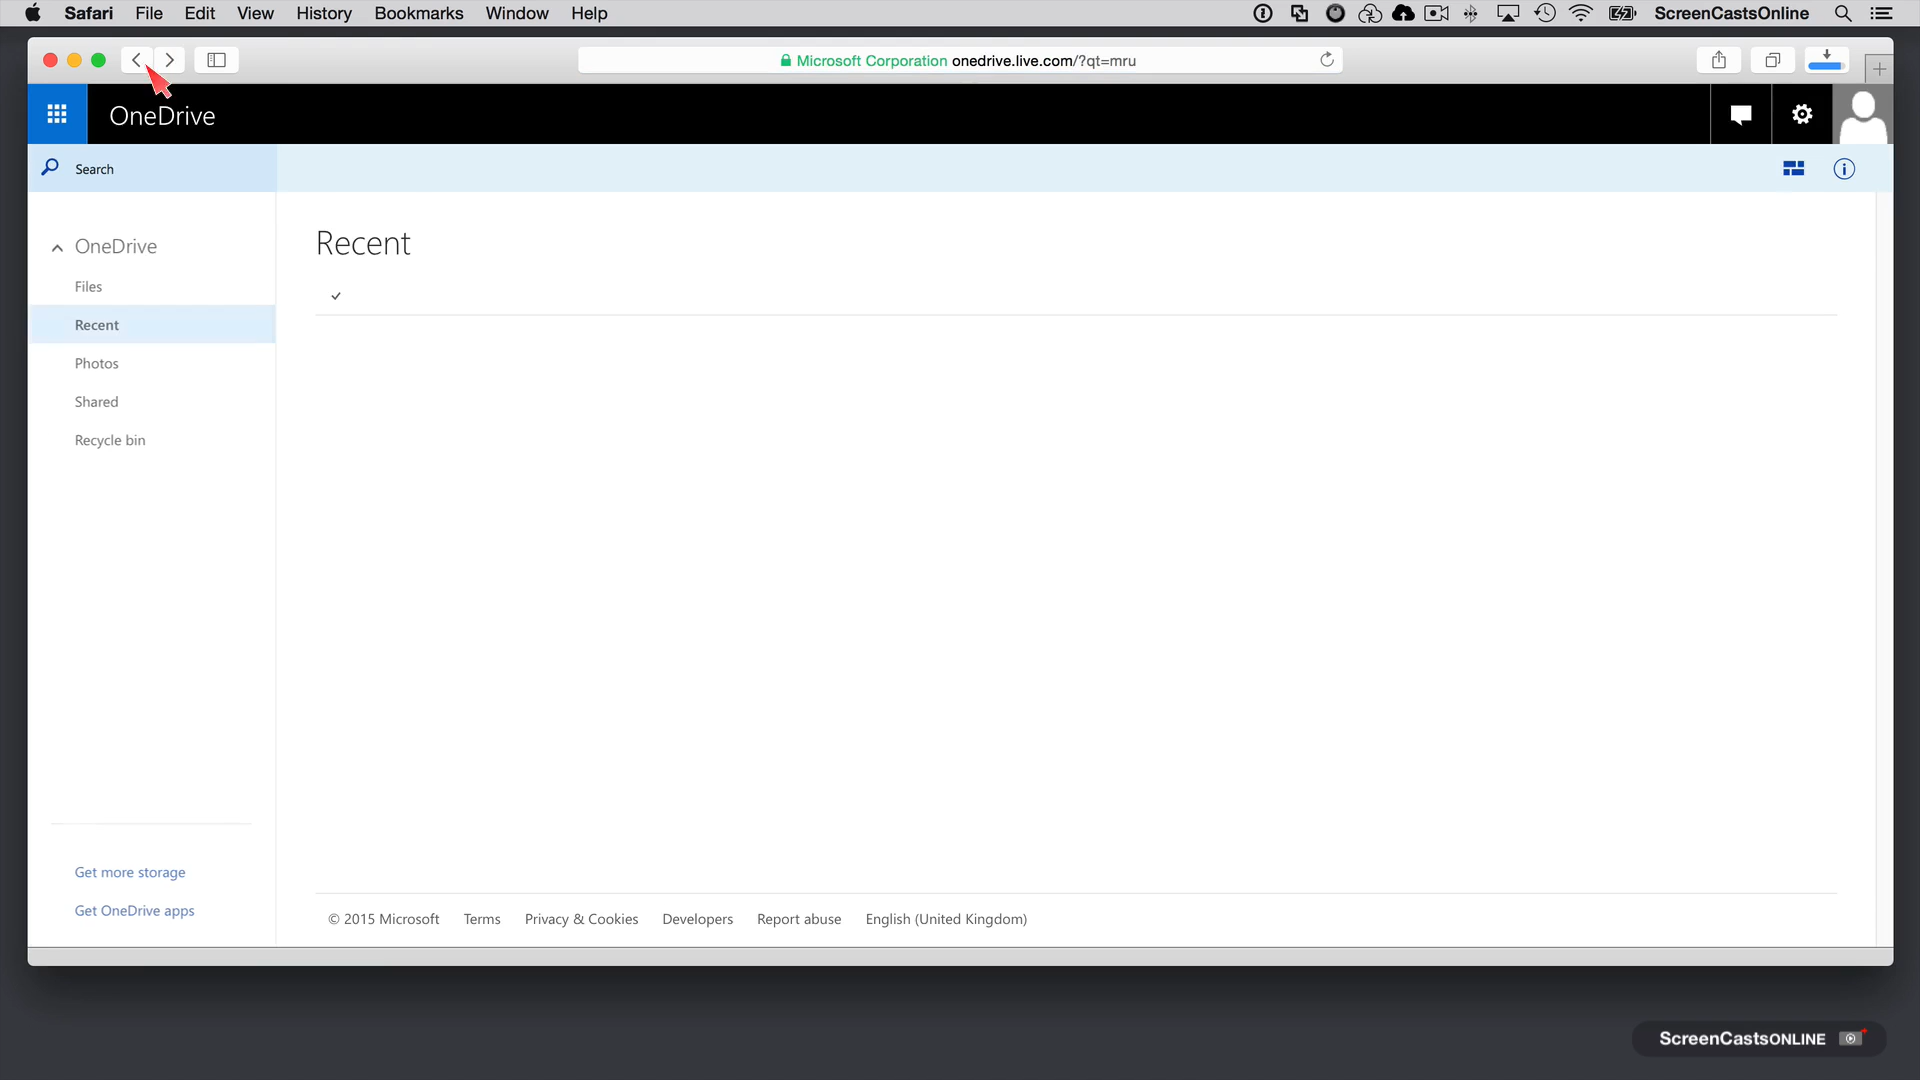 Safari File Edit View History Bookmarks Window Help ScreenCastsOnline
Microsoft Corporation onedrive.live.com/?qt=mru
OneDrive
Search
OneDrive
Files
Recent
Photos
Shared
Recycle bin
Get more storage
Get OneDrive apps
Recent
© 2015 Microsoft Terms Privacy & Cookies Developers Report abuse English (United Kingdom)
ScreenCastsONLINE